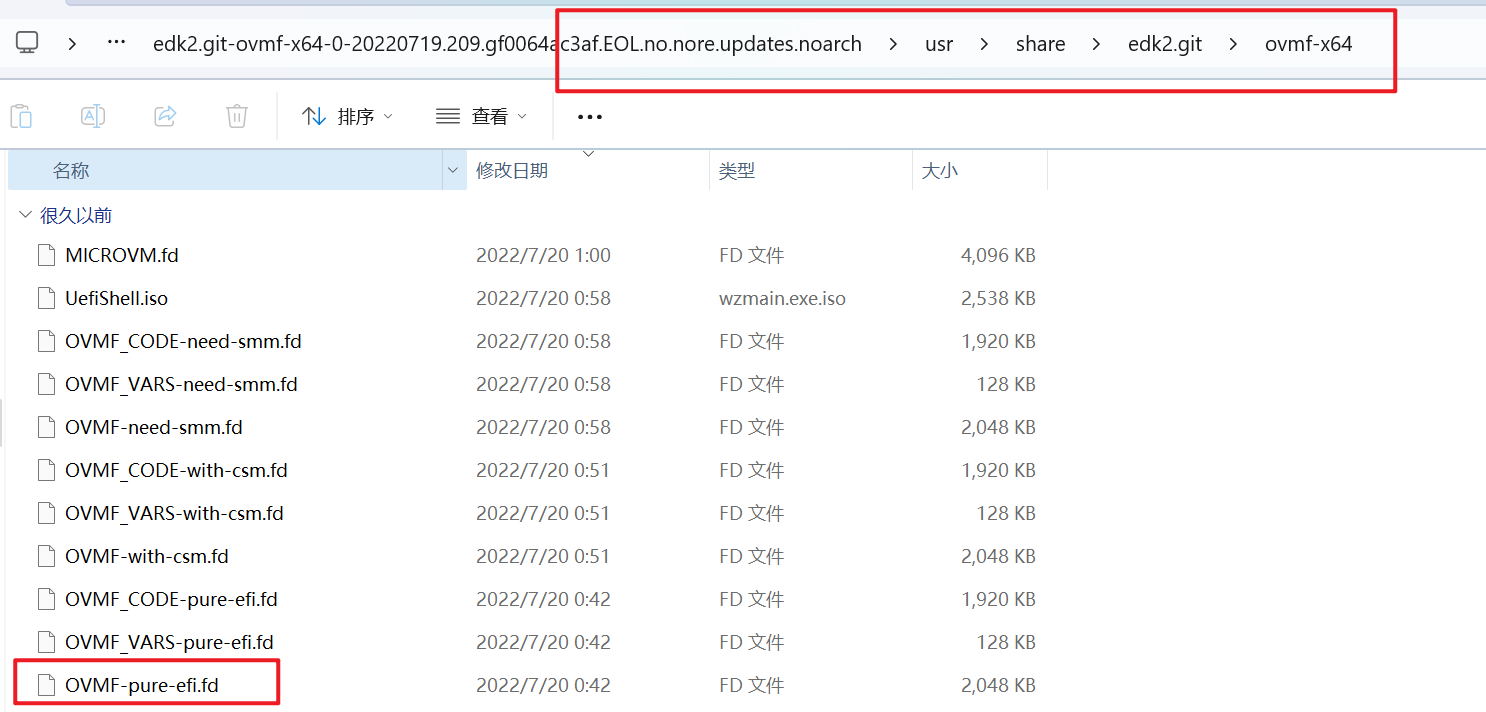 edk2.git-ovmf-x64-0-20220719.209.gf0064ac3af.EOL.no.nore.updates.noarch > usr > share > edk2.git > ovmf-x64
排序 查看
名称 修改日期 类型 大小
很久以前
MICROVM.fd 2022/7/20 1:00 FD 文件 4,096 KB
UefiShell.iso 2022/7/20 0:58 wzmain.exe.iso 2,538 KB
OVMF_CODE-need-smm.fd 2022/7/20 0:58 FD 文件 1,920 KB
OVMF_VARS-need-smm.fd 2022/7/20 0:58 FD 文件 128 KB
OVMF-need-smm.fd 2022/7/20 0:58 FD 文件 2,048 KB
OVMF_CODE-with-csm.fd 2022/7/20 0:51 FD 文件 1,920 KB
OVMF_VARS-with-csm.fd 2022/7/20 0:51 FD 文件 128 KB
OVMF-with-csm.fd 2022/7/20 0:51 FD 文件 2,048 KB
OVMF_CODE-pure-efi.fd 2022/7/20 0:42 FD 文件 1,920 KB
OVMF_VARS-pure-efi.fd 2022/7/20 0:42 FD 文件 128 KB
OVMF-pure-efi.fd 2022/7/20 0:42 FD 文件 2,048 KB